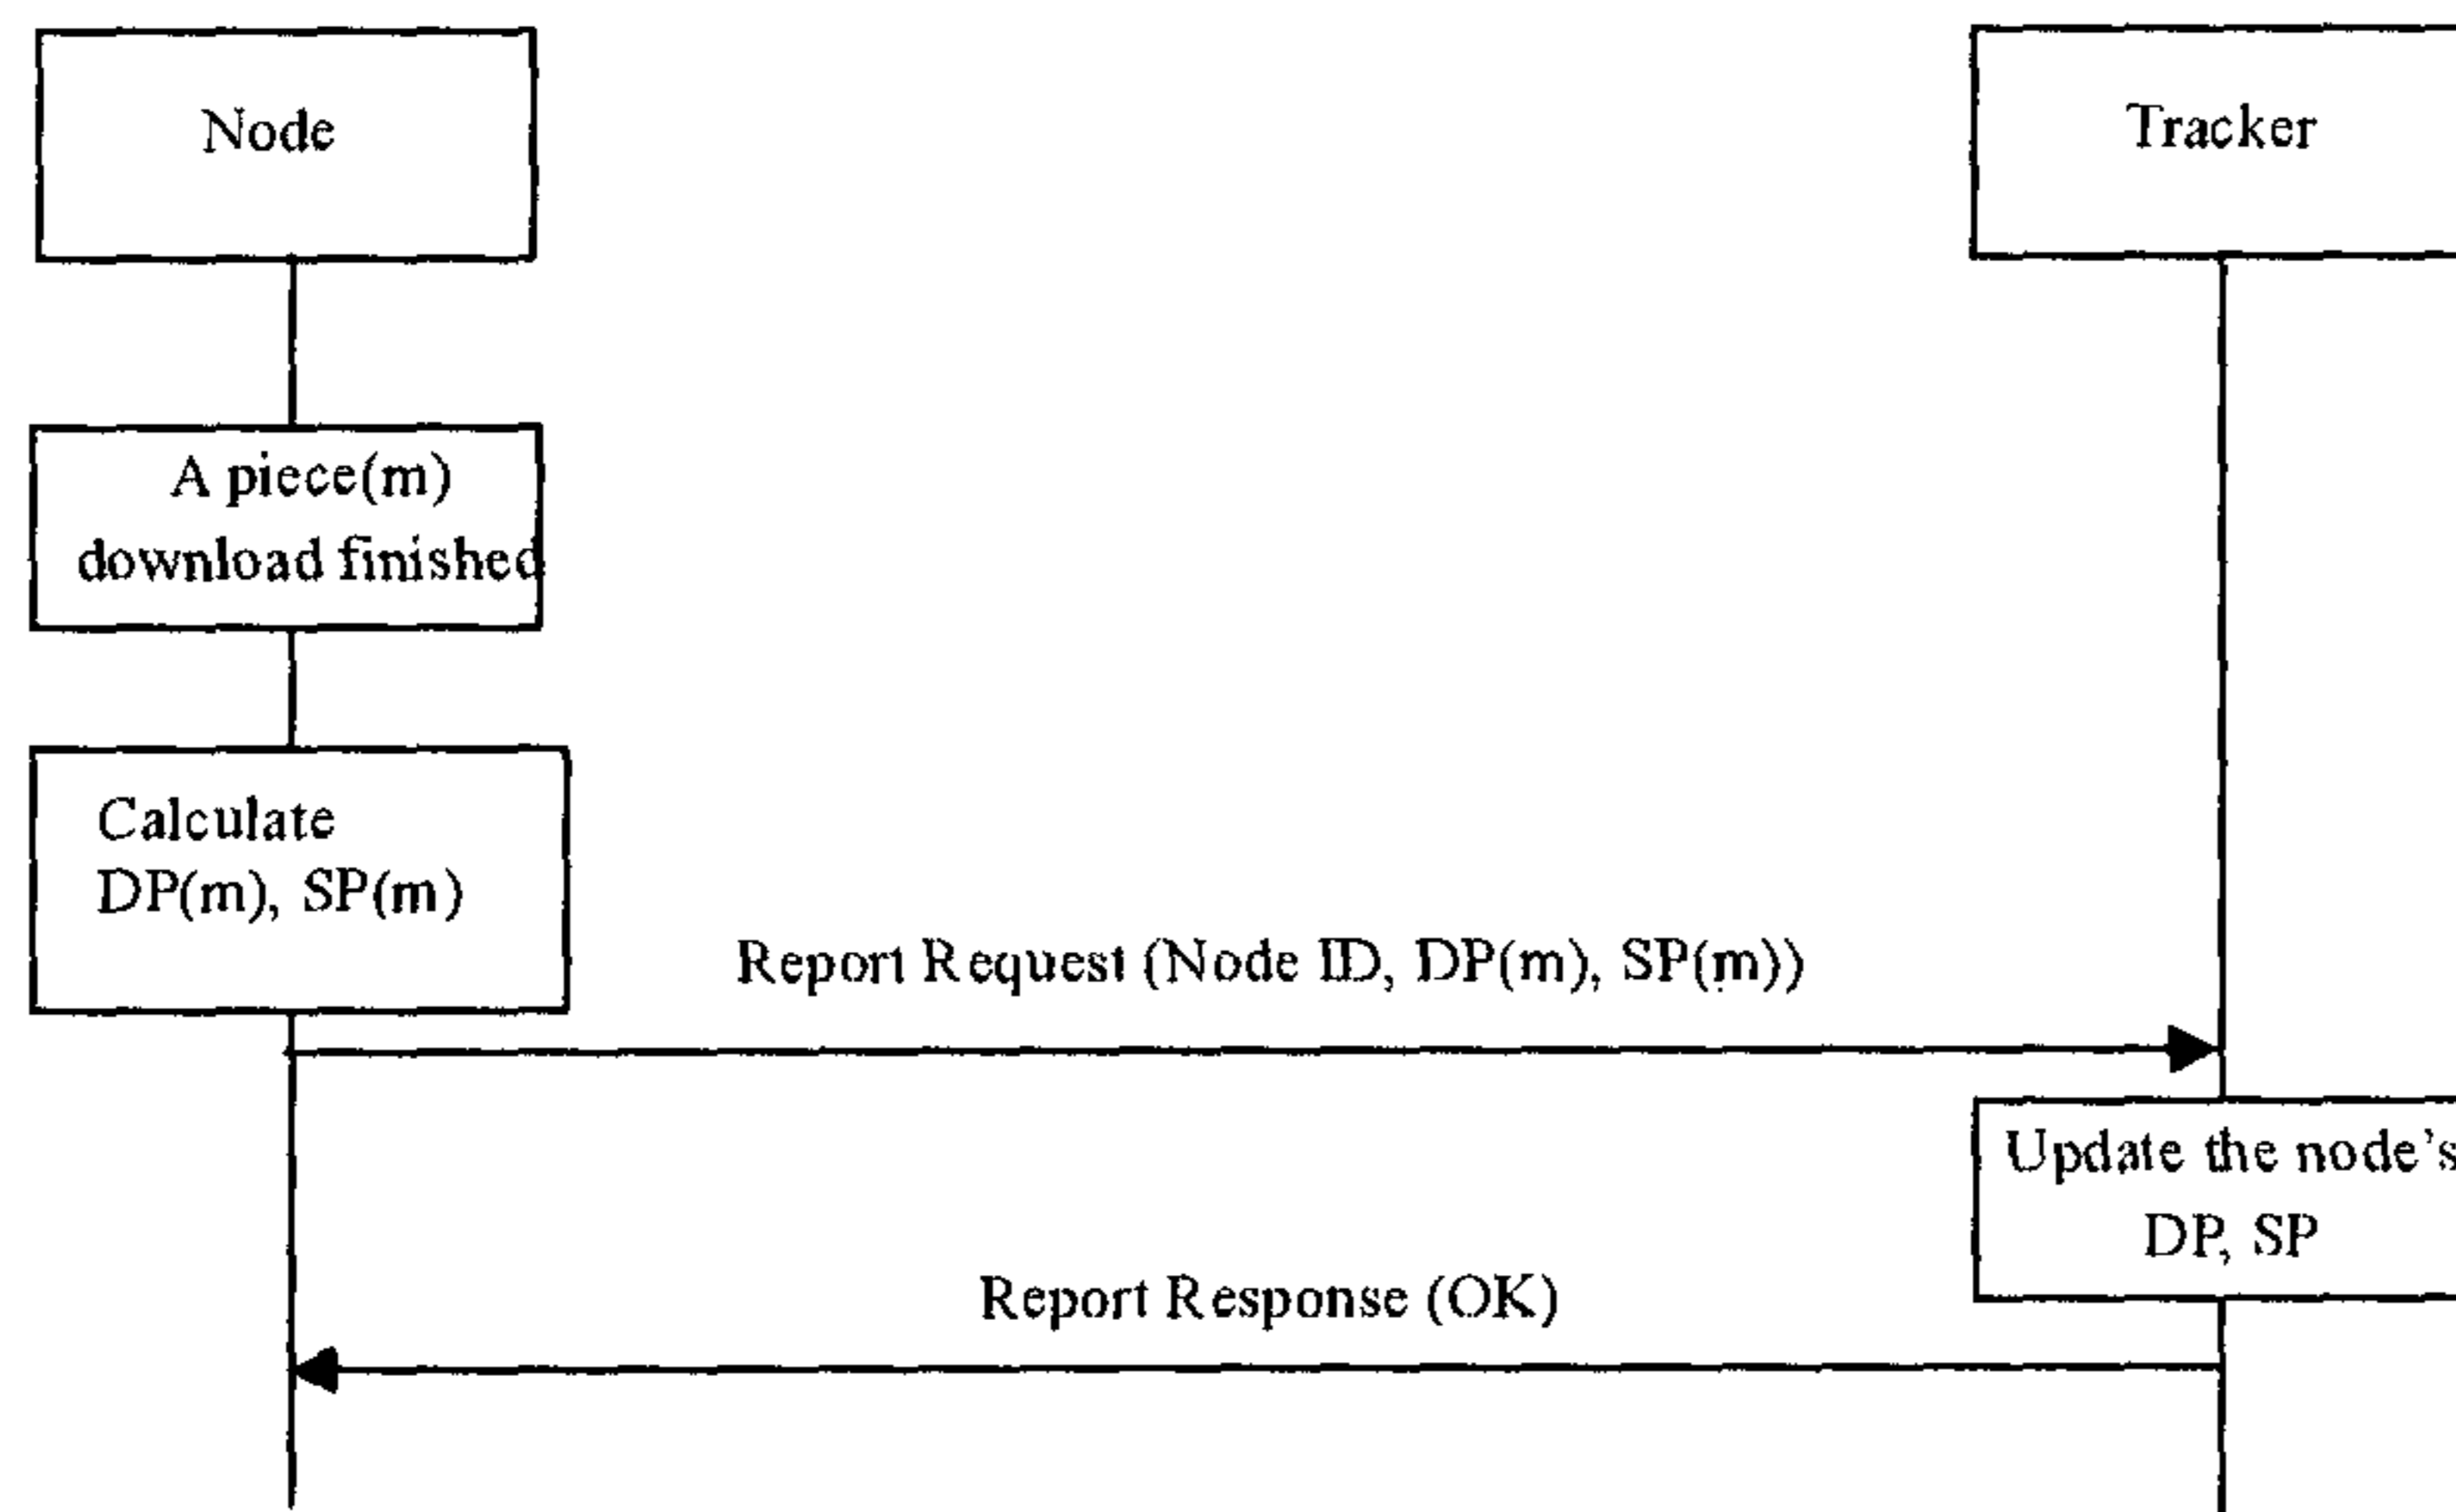 Node
Tracker
A piece(m)
download finished
Calculate
DP(m), SP(m)
Report Request (Node ID, DP(m), SP(m))
Update the node's
DP, SP
Report Response (OK)